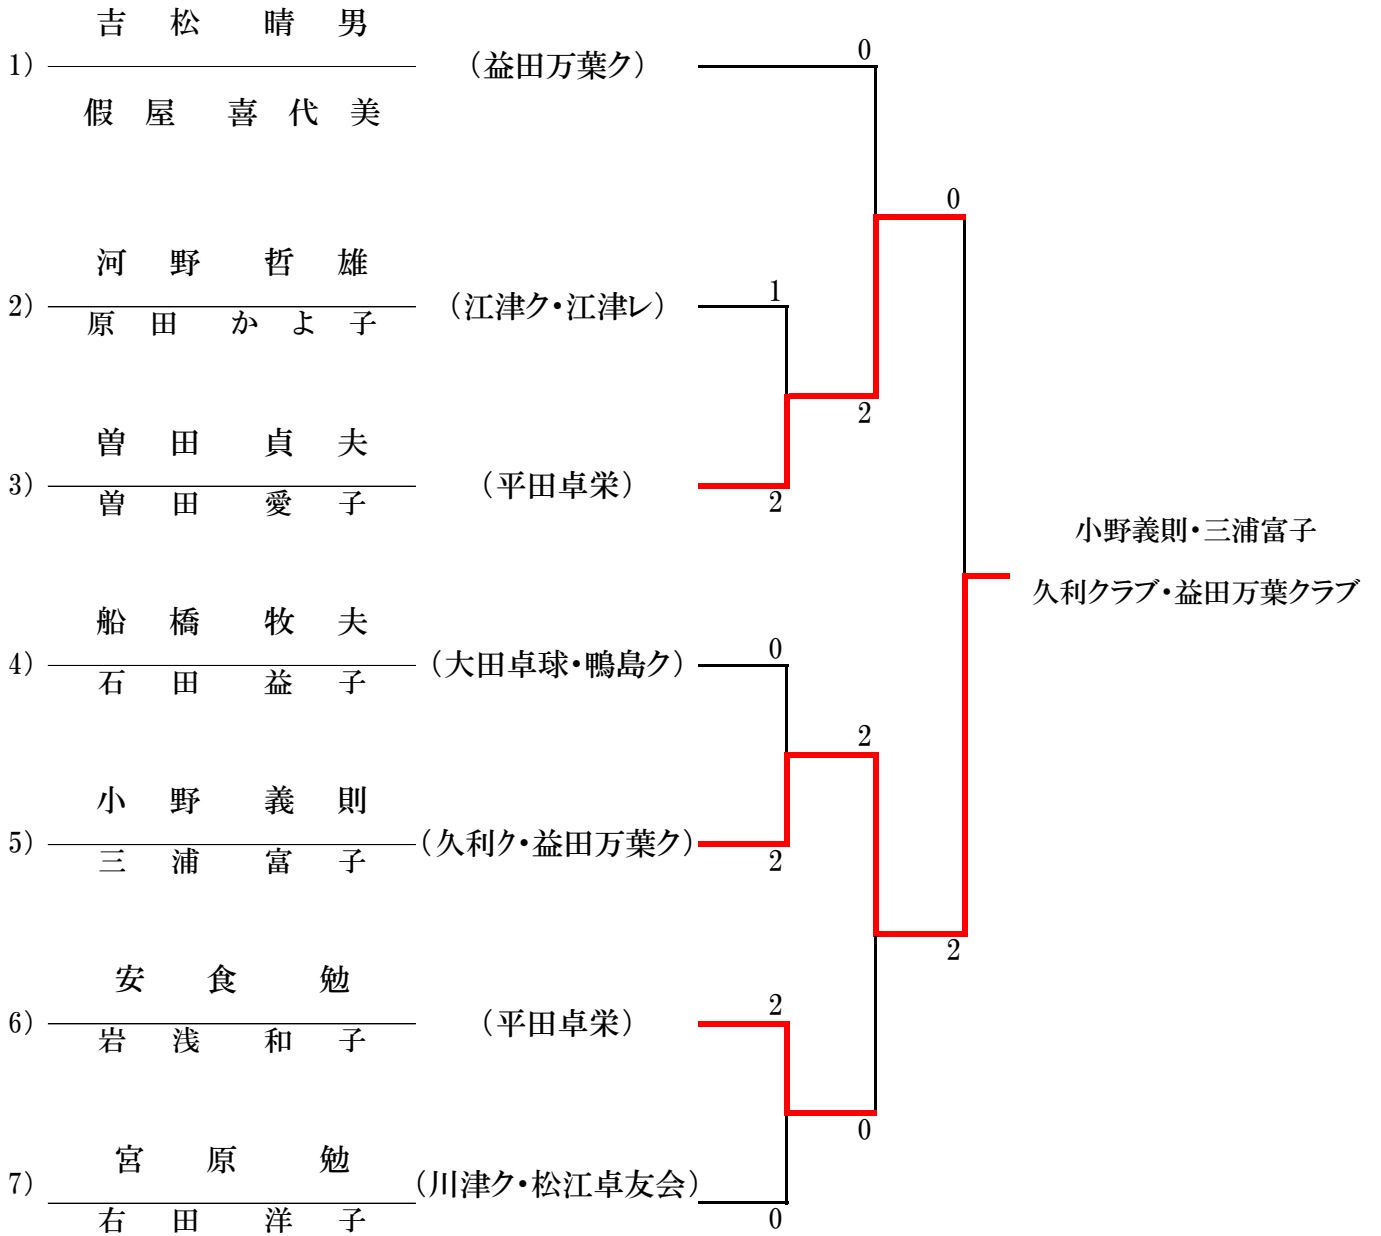 吉松 晴男
1) (益田万葉ク) 0
假屋 喜代美
0
河野 哲雄
2) (江津ク・江津レ) 1
原田 かよ子
2
曽田 貞夫
3) (平田卓栄)
曽田 愛子 2
小野義則・三浦富子
久利クラブ・益田万葉クラブ
船橋 牧夫
4) (大田卓球・鴨島ク) 0
石田 益子
2
小野 義則
5) (久利ク・益田万葉ク)
三浦 富子 2
2
安食 勉
6) (平田卓栄) 2
岩浅 和子
0
宮原 勉
7) (川津ク・松江卓友会)
右田 洋子 0